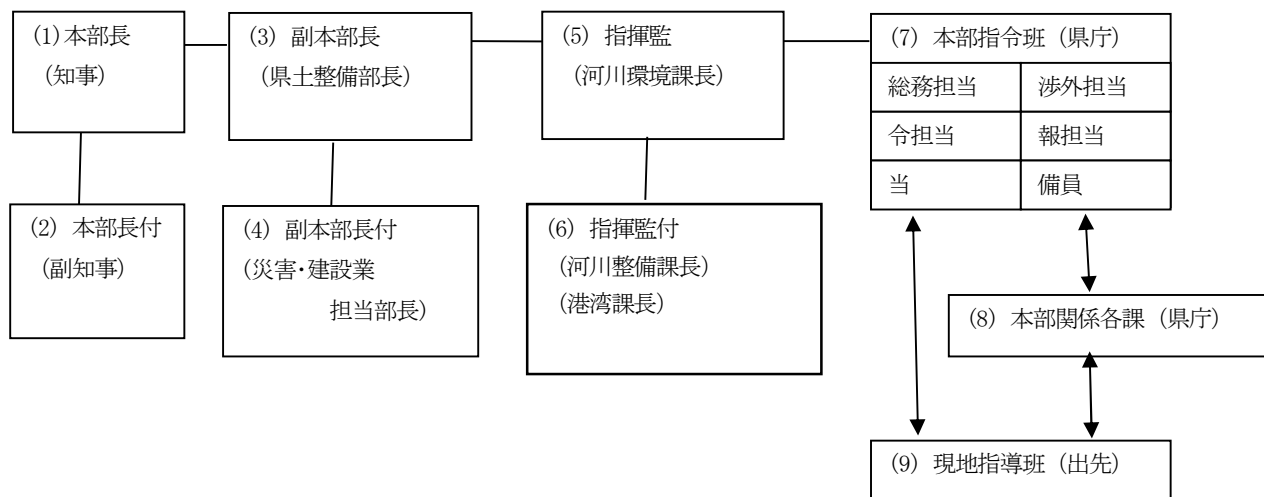 (1)本部長
(知事)
(2) 本部長付
(副知事)
(3) 副本部長
(県土整備部長)
(4) 副本部長付
(災害・建設業
担当部長)
(5) 指揮監
(河川環境課長)
(6) 指揮監付
(河川整備課長)
(港湾課長)
(7) 本部指令班 (県庁)
総務担当 渉外担当
令担当 報担当
当 備員
(8) 本部関係各課 (県庁)
(9) 現地指導班 (出先)